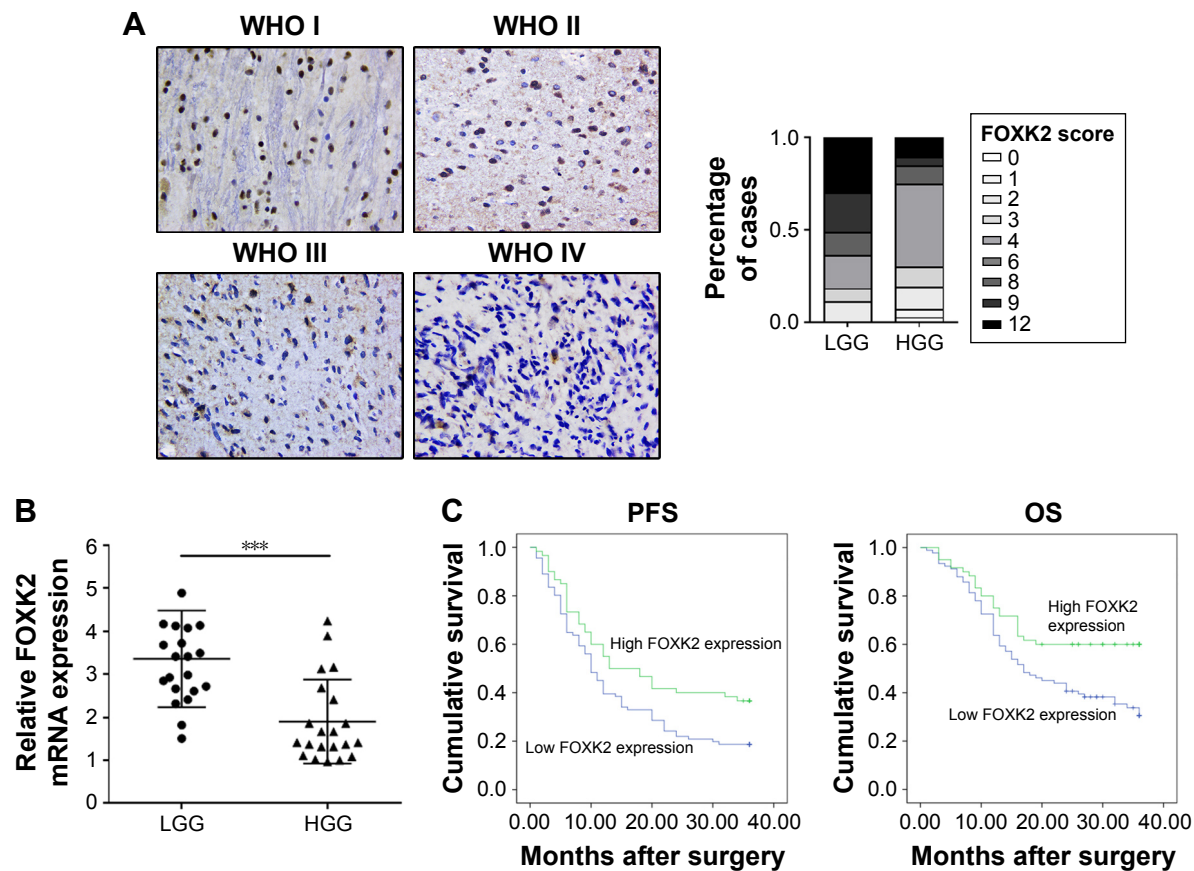 A
WHO I
WHO II
WHO III
WHO IV
Percentage
of cases
1.0
0.5
0.0
LGG
HGG
FOXK2 score
0
1
2
3
4
6
8
9
12
B
Relative FOXK2
mRNA expression
6
5
4
3
2
1
0
***
LGG
HGG
C
PFS
Cumulative survival
1.0
0.8
0.6
0.4
0.2
0.0
High FOXK2 expression
Low FOXK2 expression
0.00
10.00
20.00
30.00
40.00
Months after surgery
OS
Cumulative survival
1.0
0.8
0.6
0.4
0.2
0.0
High FOXK2
expression
Low FOXK2 expression
0.00
10.00
20.00
30.00
40.00
Months after surgery